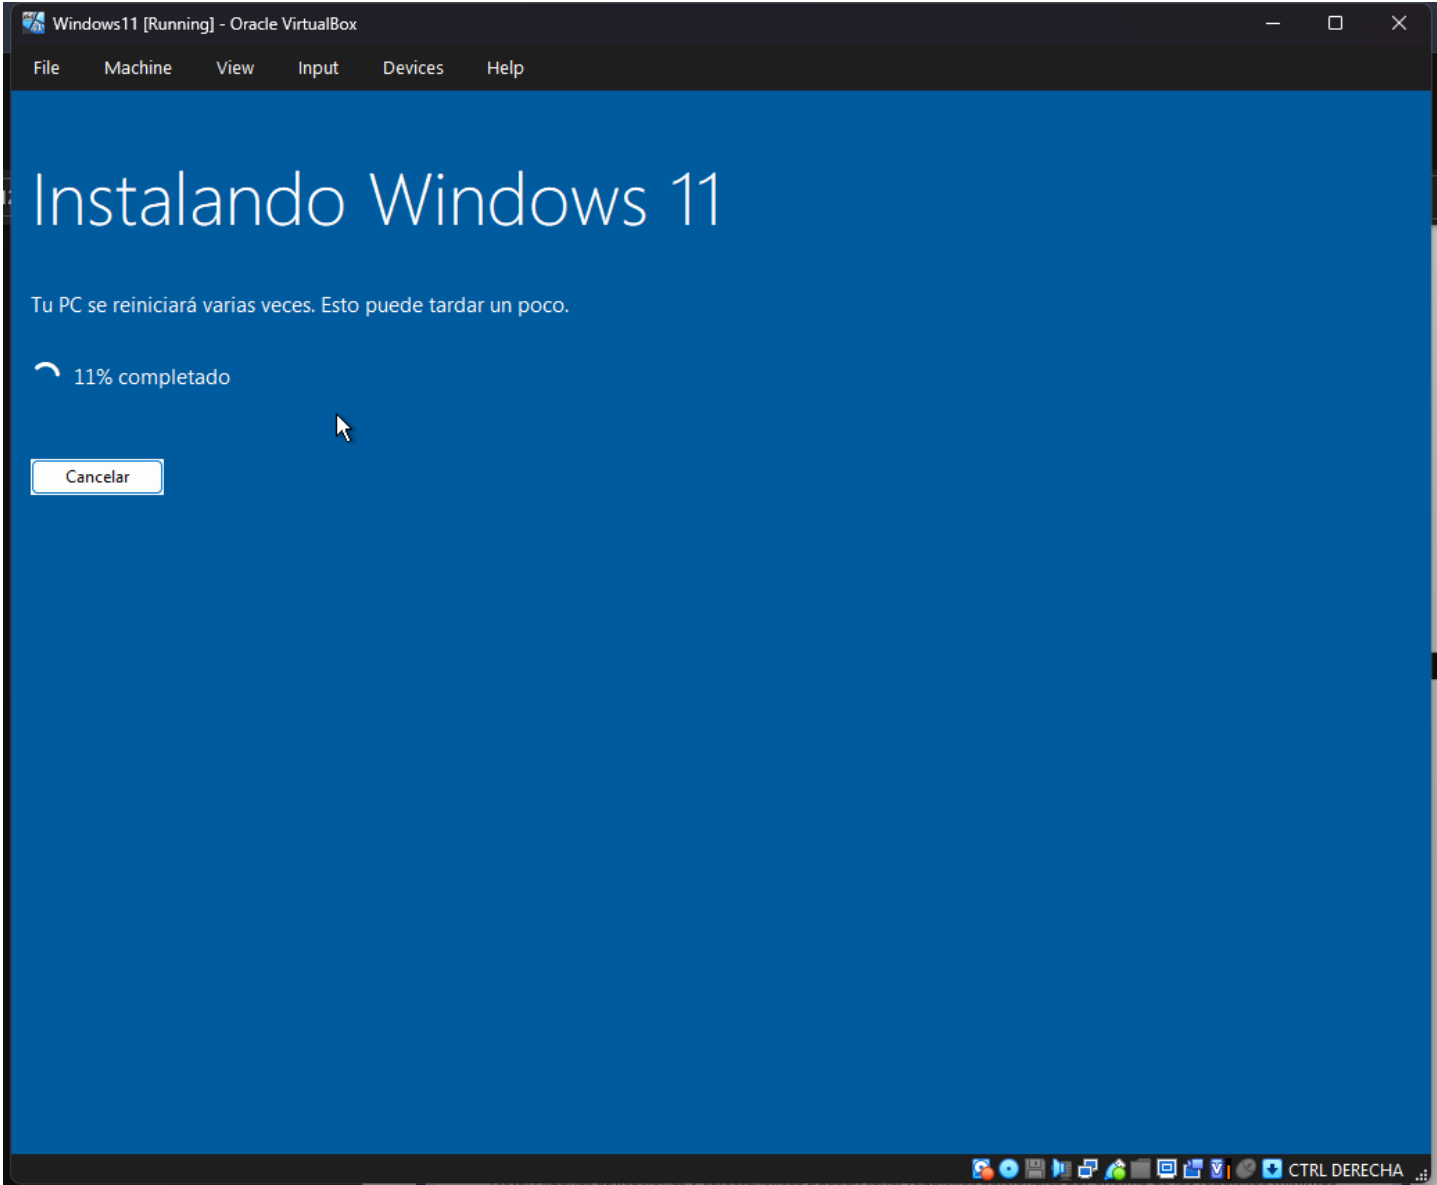 Windows11 [Running] - Oracle VirtualBox
File Machine View Input Devices Help
Instalando Windows 11
Tu PC se reiniciará varias veces. Esto puede tardar un poco.
11% completado
Cancelar
CTRL DERECHA